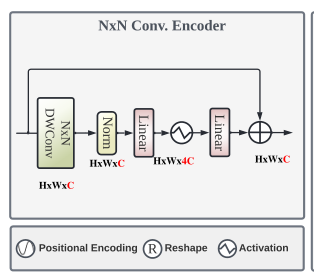 NxN Conv. Encoder
NxN
DWConv
Norm
Linear
Linear
HxWxC
HxWx4C
HxWxC
HxWxC
Positional Encoding
R Reshape
Activation